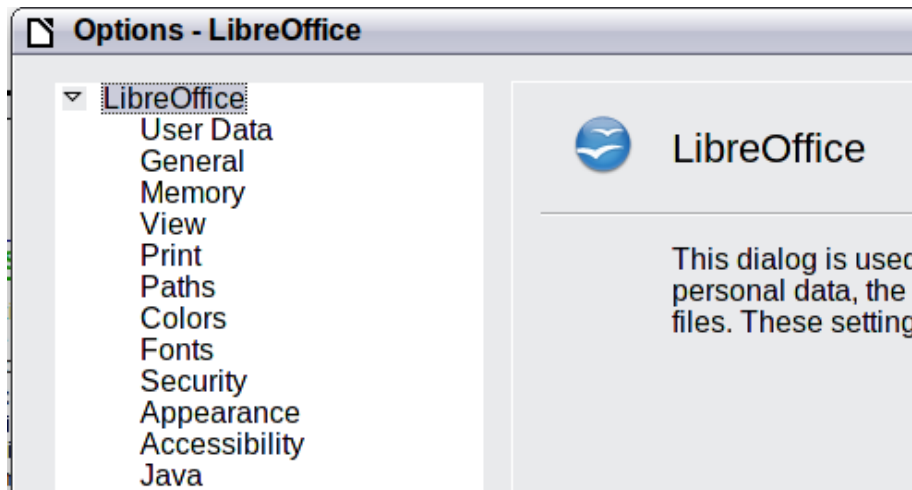 Options - LibreOffice
LibreOffice
User Data
General
Memory
View
Print
Paths
Colors
Fonts
Security
Appearance
Accessibility
Java
LibreOffice
This dialog is used
personal data, the
files. These setting